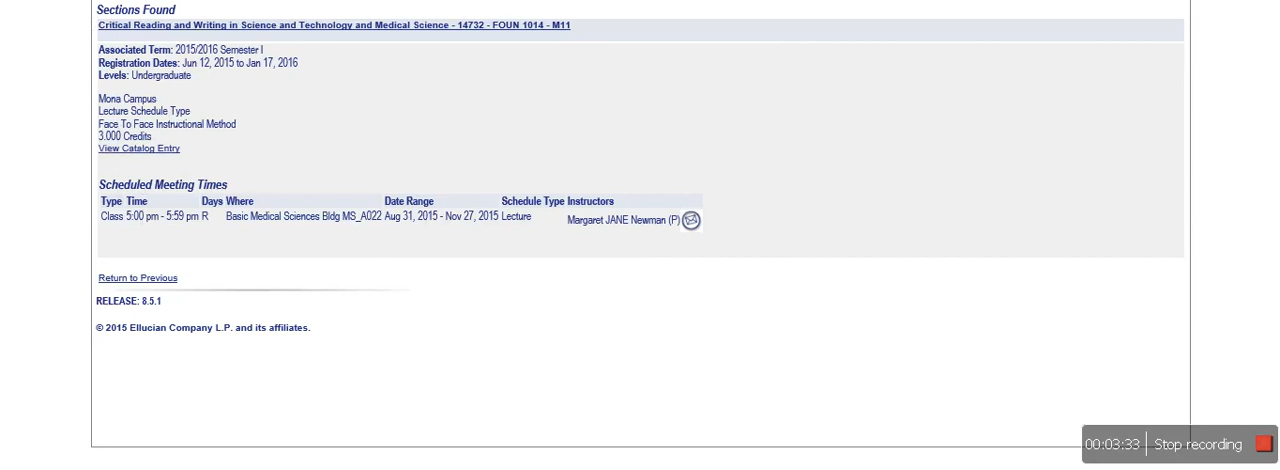 Sections Found
Critical Reading and Writing in Science and Technology and Medical Science - 14732 - FOUN 1014 - M11
Associated Term: 2015/2016 Semester I
Registration Dates: Jun 12, 2015 to Jan 17, 2016
Levels: Undergraduate
Mona Campus
Lecture Schedule Type
Face To Face Instructional Method
3.000 Credits
View Catalog Entry
Scheduled Meeting Times
Type Time Days Where Date Range Schedule Type Instructors
Class 5:00 pm - 5:59 pm R Basic Medical Sciences Bldg MS_A022 Aug 31, 2015 - Nov 27, 2015 Lecture Margaret JANE Newman (P)
Return to Previous
RELEASE: 8.5.1
© 2015 Ellucian Company L.P. and its affiliates.
00:03:33 Stop recording